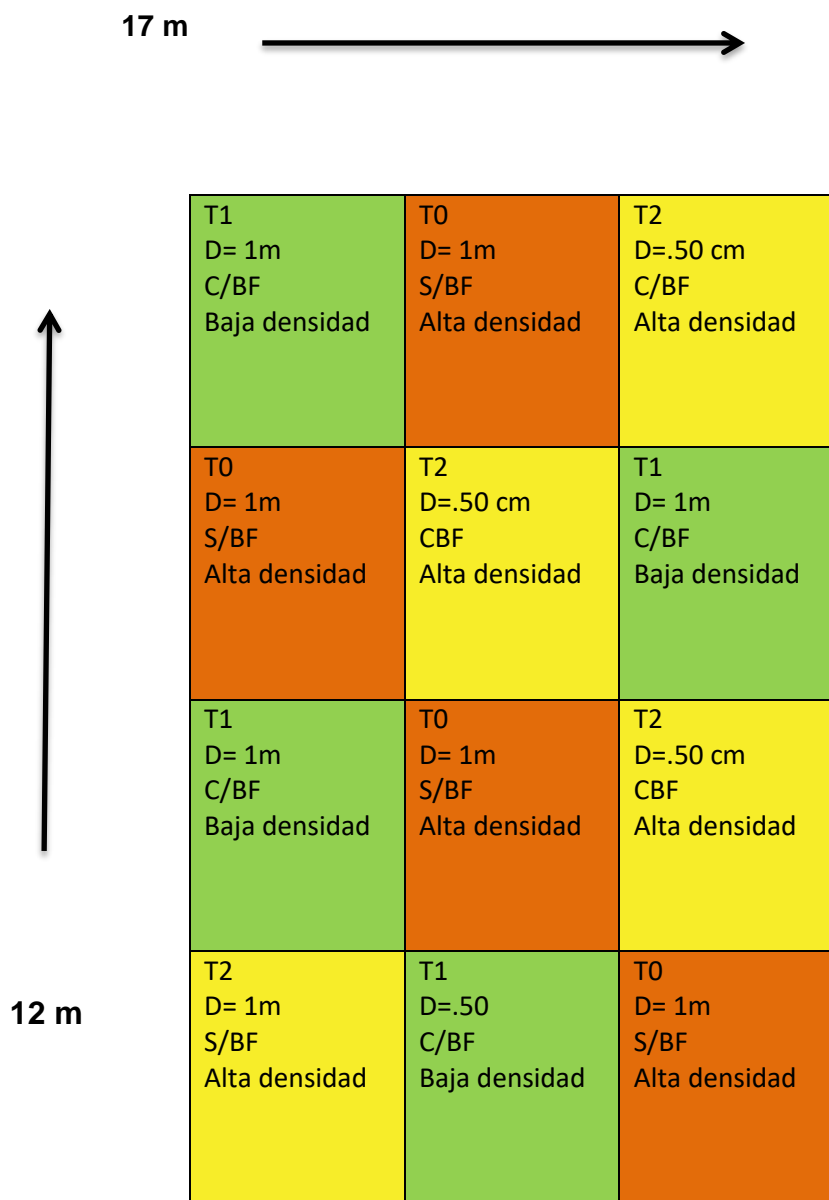 17 m
T1
D= 1m
C/BF
Baja densidad
T0
D= 1m
S/BF
Alta densidad
T2
D=.50 cm
C/BF
Alta densidad
T0
D= 1m
S/BF
Alta densidad
T2
D=.50 cm
CBF
Alta densidad
T1
D= 1m
C/BF
Baja densidad
T1
D= 1m
C/BF
Baja densidad
T0
D= 1m
S/BF
Alta densidad
T2
D=.50 cm
CBF
Alta densidad
12 m
T2
D= 1m
S/BF
Alta densidad
T1
D=.50
C/BF
Baja densidad
T0
D= 1m
S/BF
Alta densidad